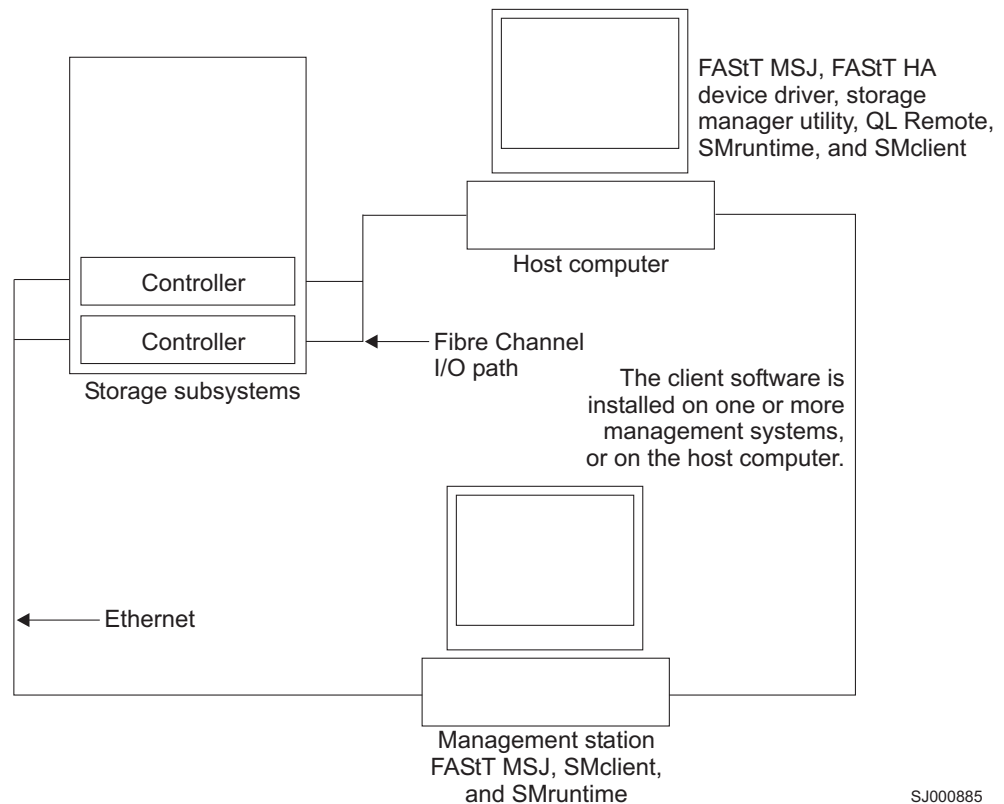 FAStT MSJ, FAStT HA
device driver, storage
manager utility, QL Remote,
SMruntime, and SMclient
Host computer
Controller
Controller
Storage subsystems
Fibre Channel
I/O path
The client software is
installed on one or more
management systems,
or on the host computer.
Ethernet
Management station
FAStT MSJ, SMclient,
and SMruntime
SJ000885